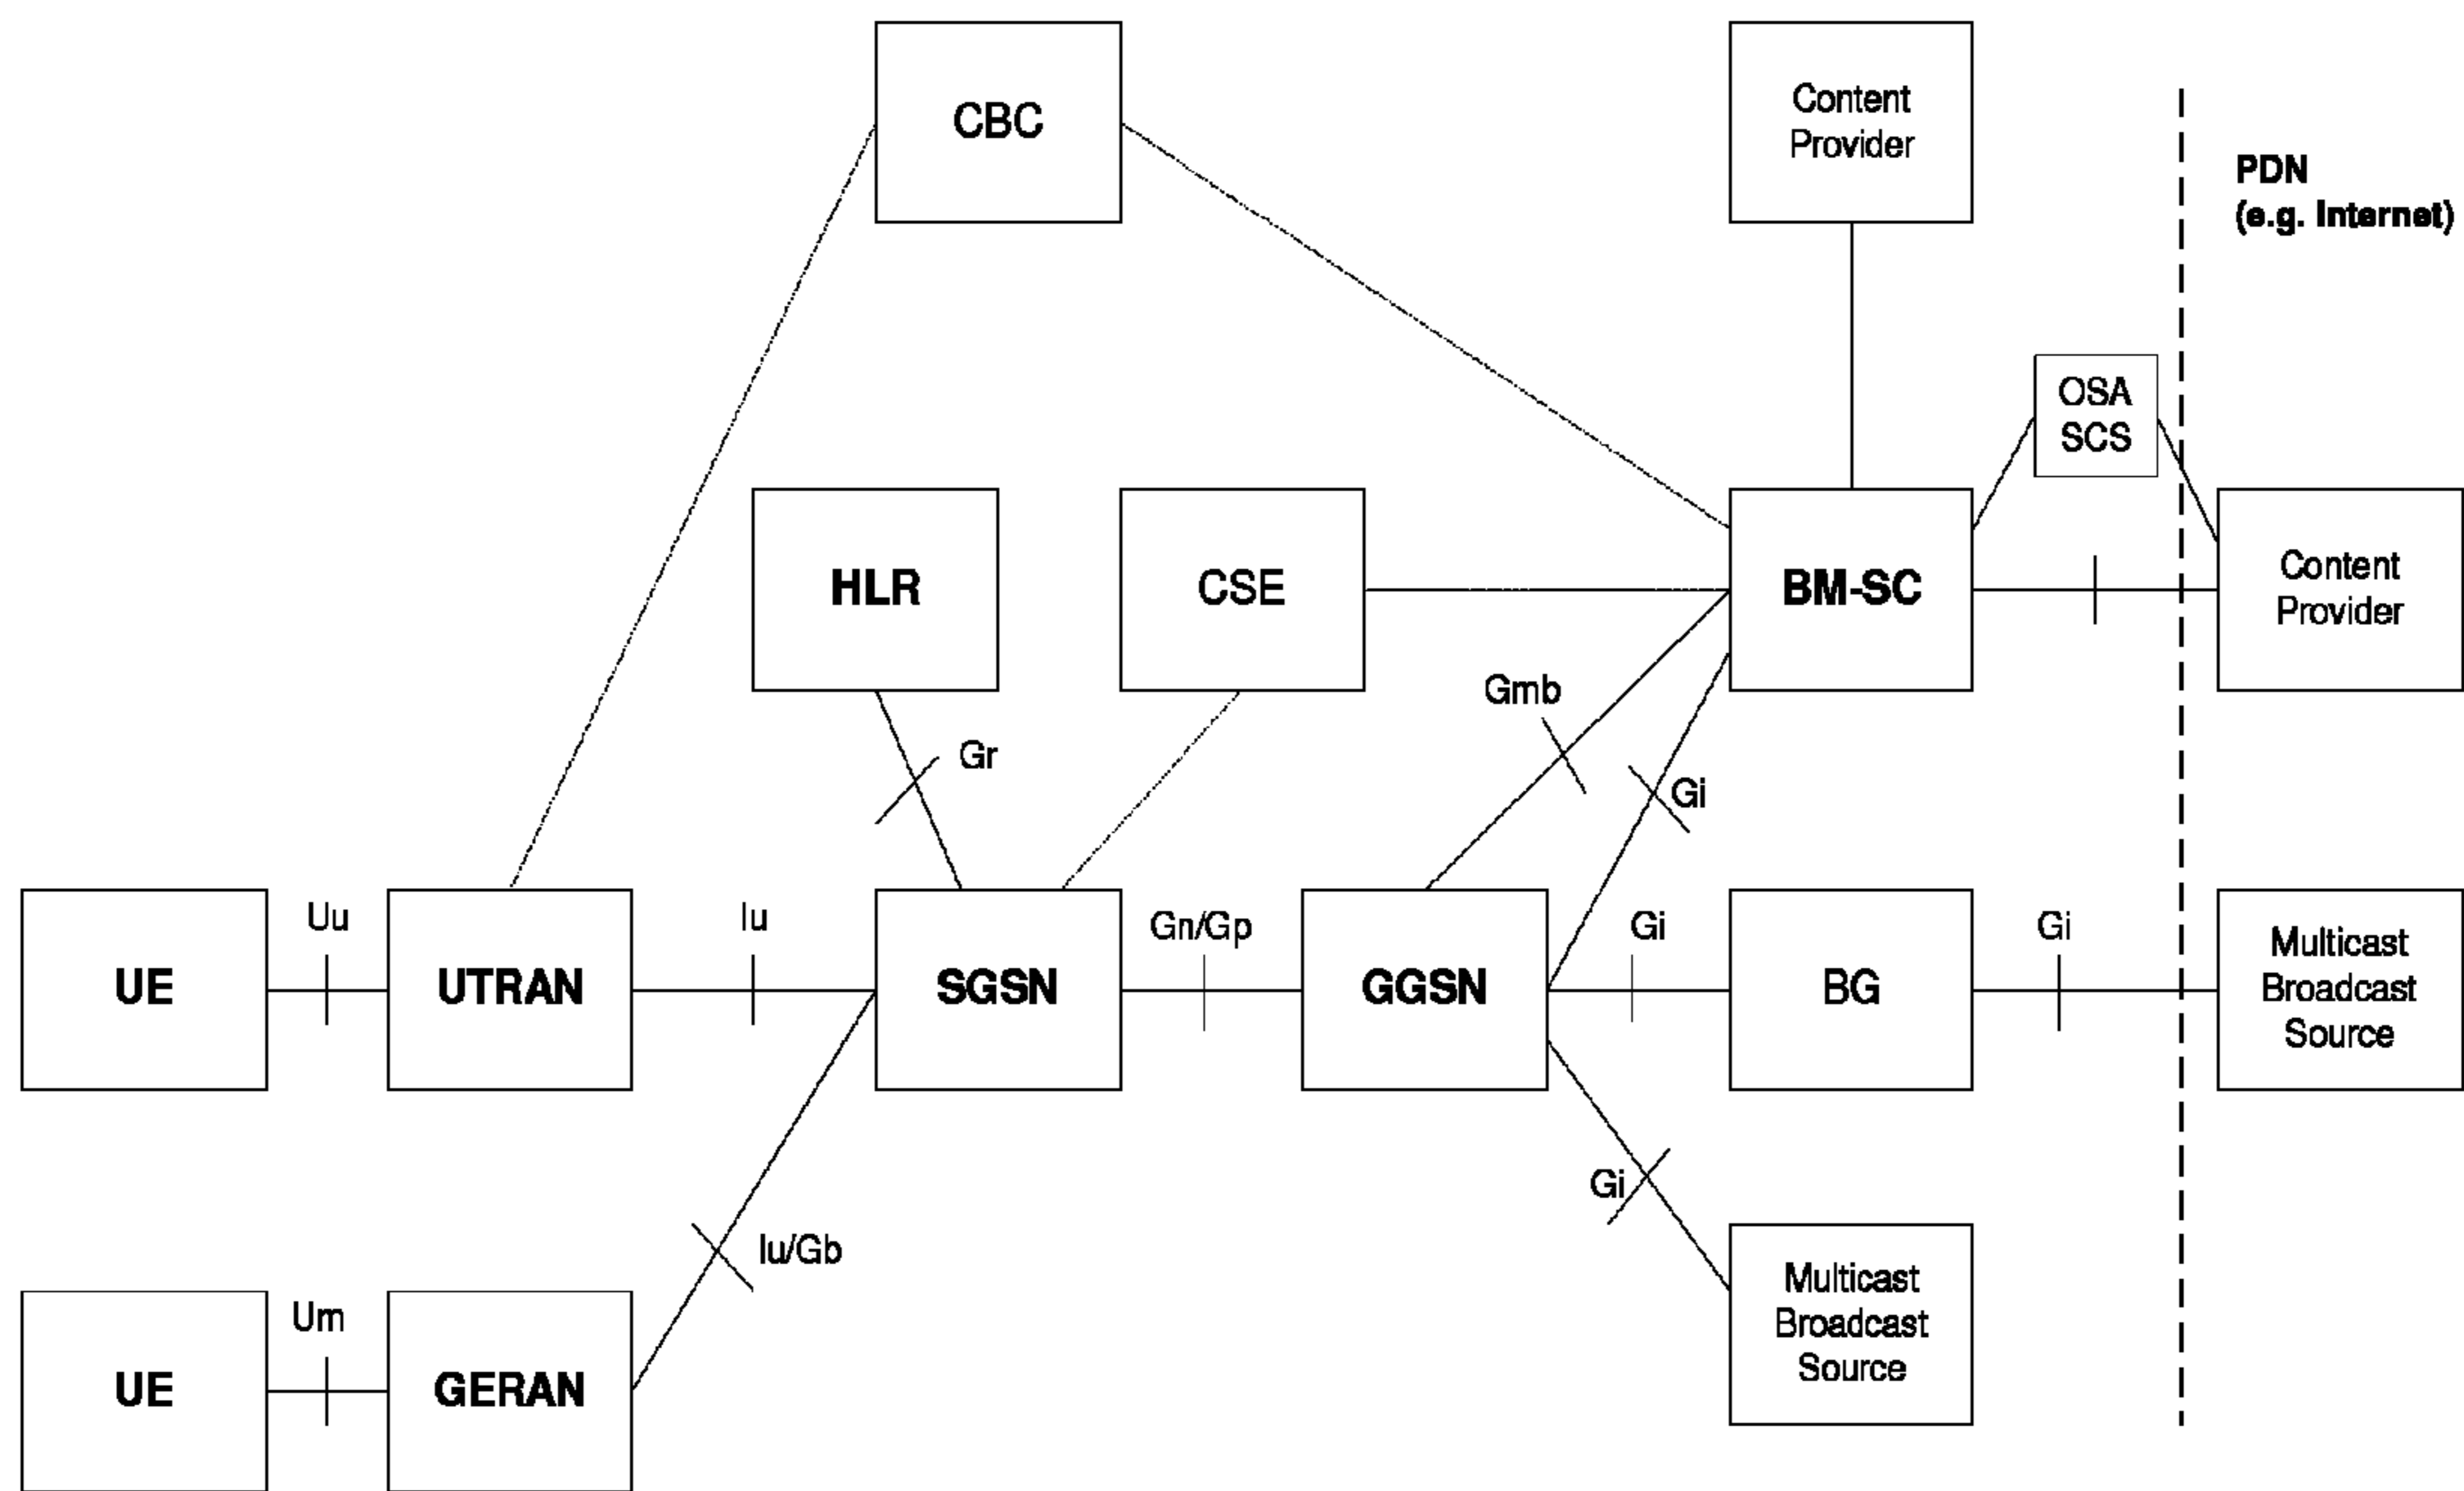 CBC
Content
Provider
PDN
(e.g. Internet)
OSA
SCS
HLR
CSE
BM-SC
Content
Provider
Gmb
Gr
Gi
Uu
Iu
Gn/Gp
Gi
Gi
UE
UTRAN
SGSN
GGSN
BG
Multicast
Broadcast
Source
Gi
Iu/Gb
Um
Multicast
Broadcast
Source
UE
GERAN